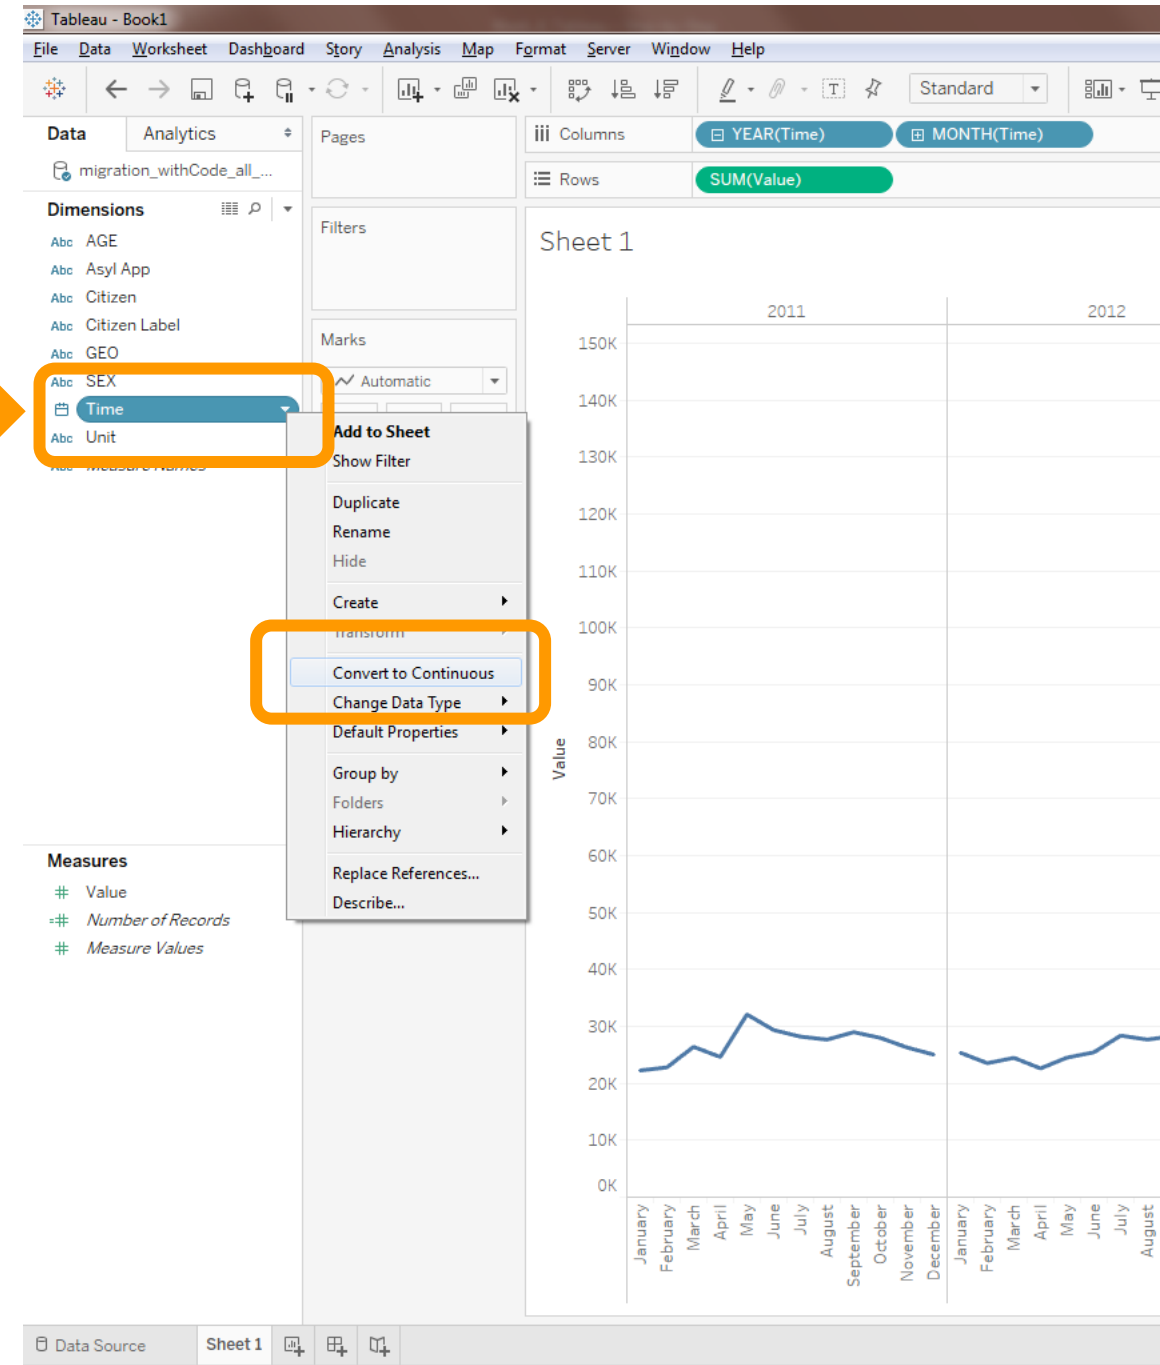 Tableau - Book1
File Data Worksheet Dashboard Story Analysis Map Format Server Window Help
Standard
Data Analytics
migration_withCode_all_...
Dimensions
Abc AGE
Abc Asyl App
Abc Citizen
Abc Citizen Label
Abc GEO
Abc SEX
Time
Abc Unit
Abc Measure Names
Measures
Value
Number of Records
Measure Values
Pages
Filters
Marks
Automatic
Add to Sheet
Show Filter
Duplicate
Rename
Hide
Create
Transform
Convert to Continuous
Change Data Type
Default Properties
Group by
Folders
Hierarchy
Replace References...
Describe...
Columns YEAR(Time) MONTH(Time)
Rows SUM(Value)
Sheet 1
2011 2012
150K
140K
130K
120K
110K
100K
90K
80K
70K
60K
50K
40K
30K
20K
10K
0K
Value
January
February
March
April
May
June
July
August
September
October
November
December
January
February
March
April
May
June
July
August
Data Source Sheet 1